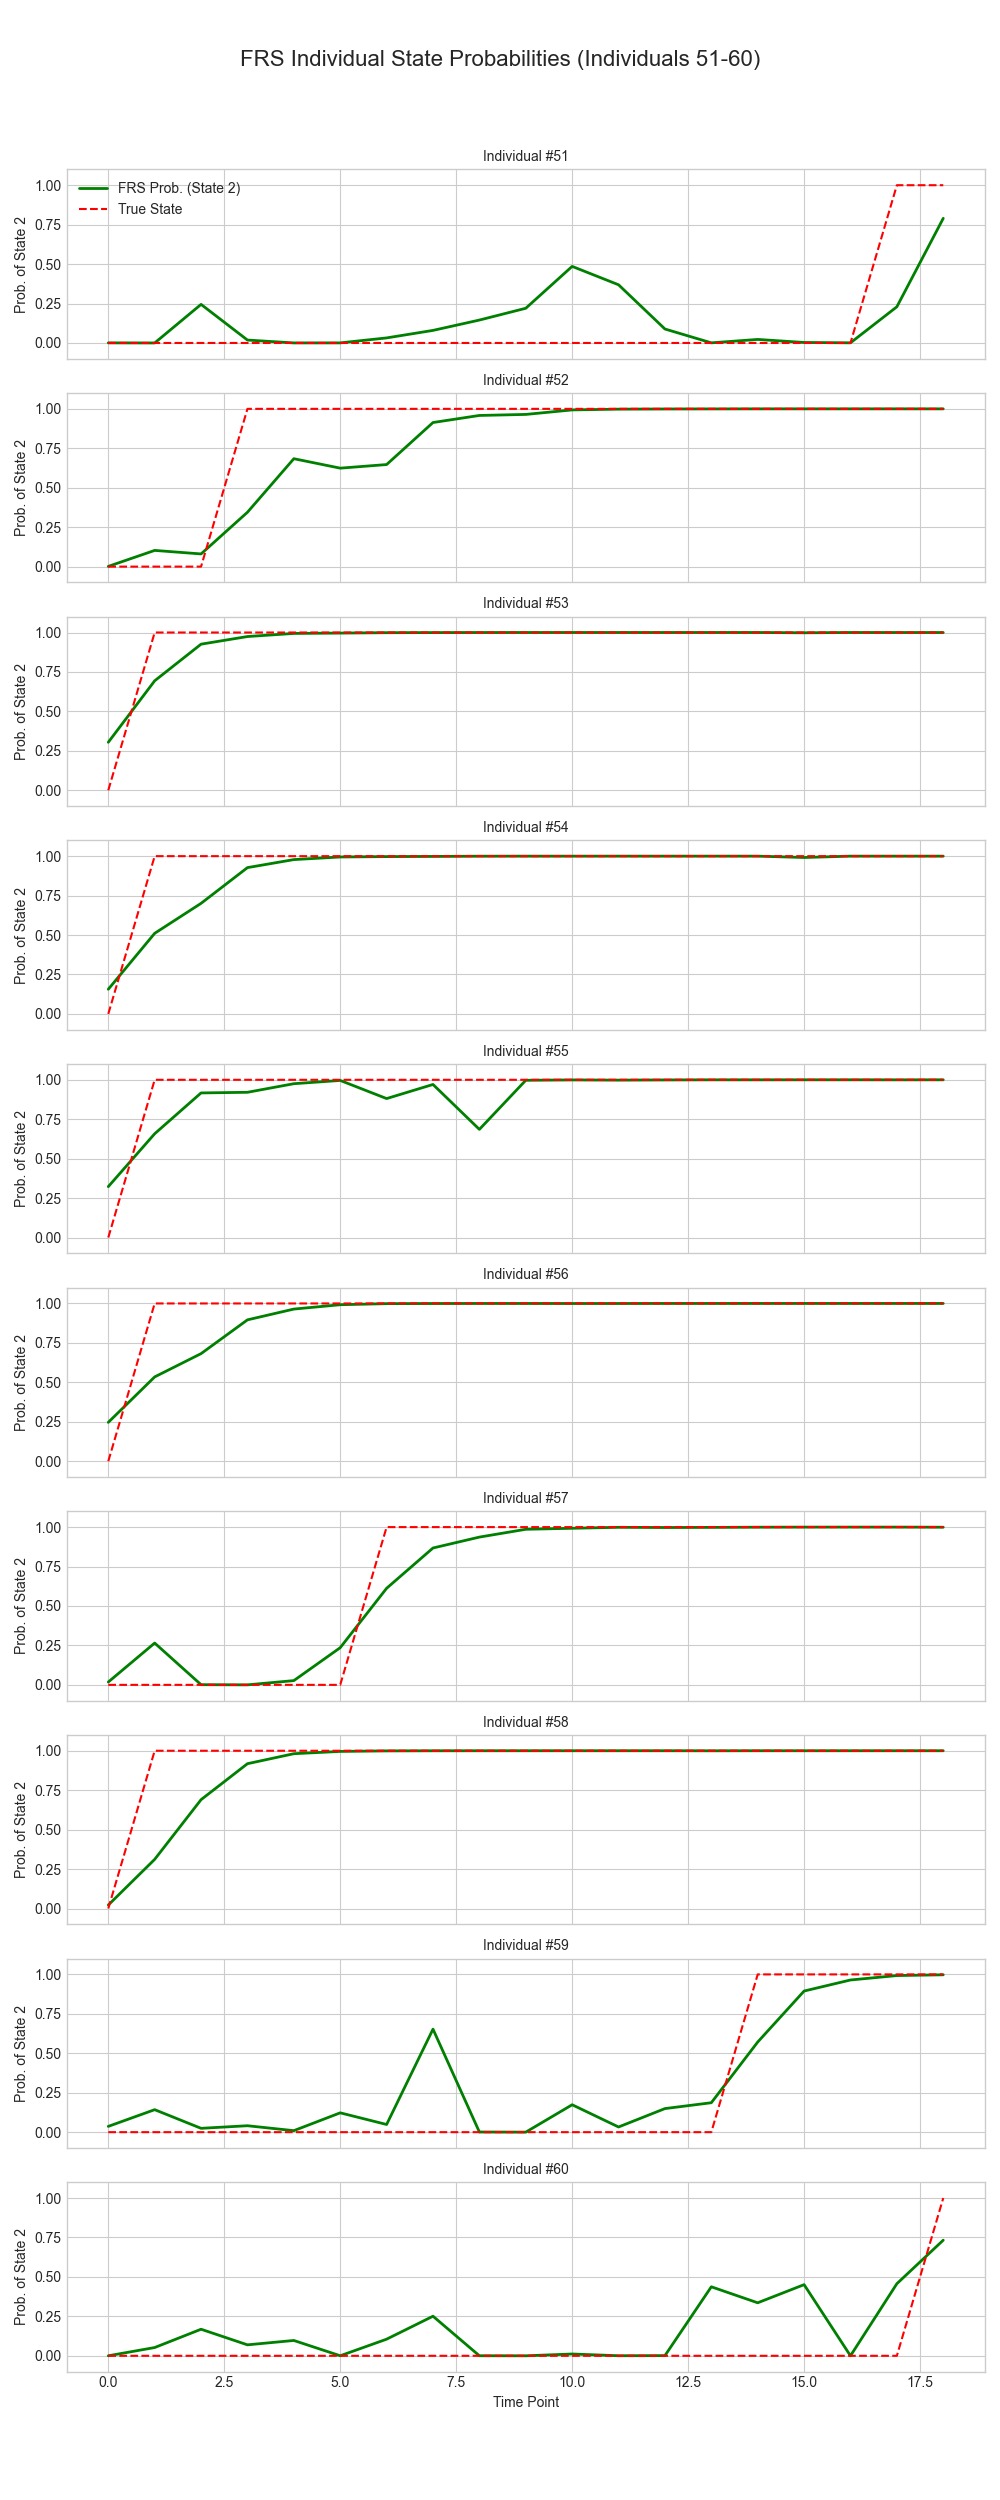 FRS Individual State Probabilities (Individuals 51-60)
Individual #51
FRS Prob. (State 2)
True State
Prob. of State 2
1.00
0.75
0.50
0.25
0.00
Individual #52
Prob. of State 2
1.00
0.75
0.50
0.25
0.00
Individual #53
Prob. of State 2
1.00
0.75
0.50
0.25
0.00
Individual #54
Prob. of State 2
1.00
0.75
0.50
0.25
0.00
Individual #55
Prob. of State 2
1.00
0.75
0.50
0.25
0.00
Individual #56
Prob. of State 2
1.00
0.75
0.50
0.25
0.00
Individual #57
Prob. of State 2
1.00
0.75
0.50
0.25
0.00
Individual #58
Prob. of State 2
1.00
0.75
0.50
0.25
0.00
Individual #59
Prob. of State 2
1.00
0.75
0.50
0.25
0.00
Individual #60
Prob. of State 2
1.00
0.75
0.50
0.25
0.00
0.0 2.5 5.0 7.5 10.0 12.5 15.0 17.5
Time Point